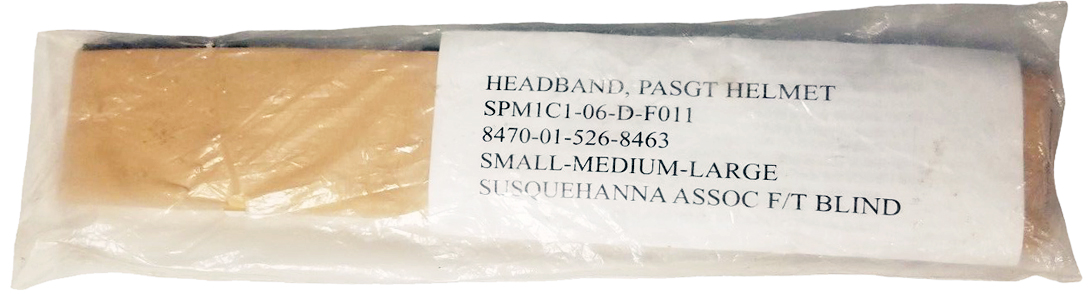 HEADBAND, PASGT HELMET
SPM1C1-06-D-F011
8470-01-526-8463
SMALL-MEDIUM-LARGE
SUSQUEHANNA ASSOC F/T BLIND